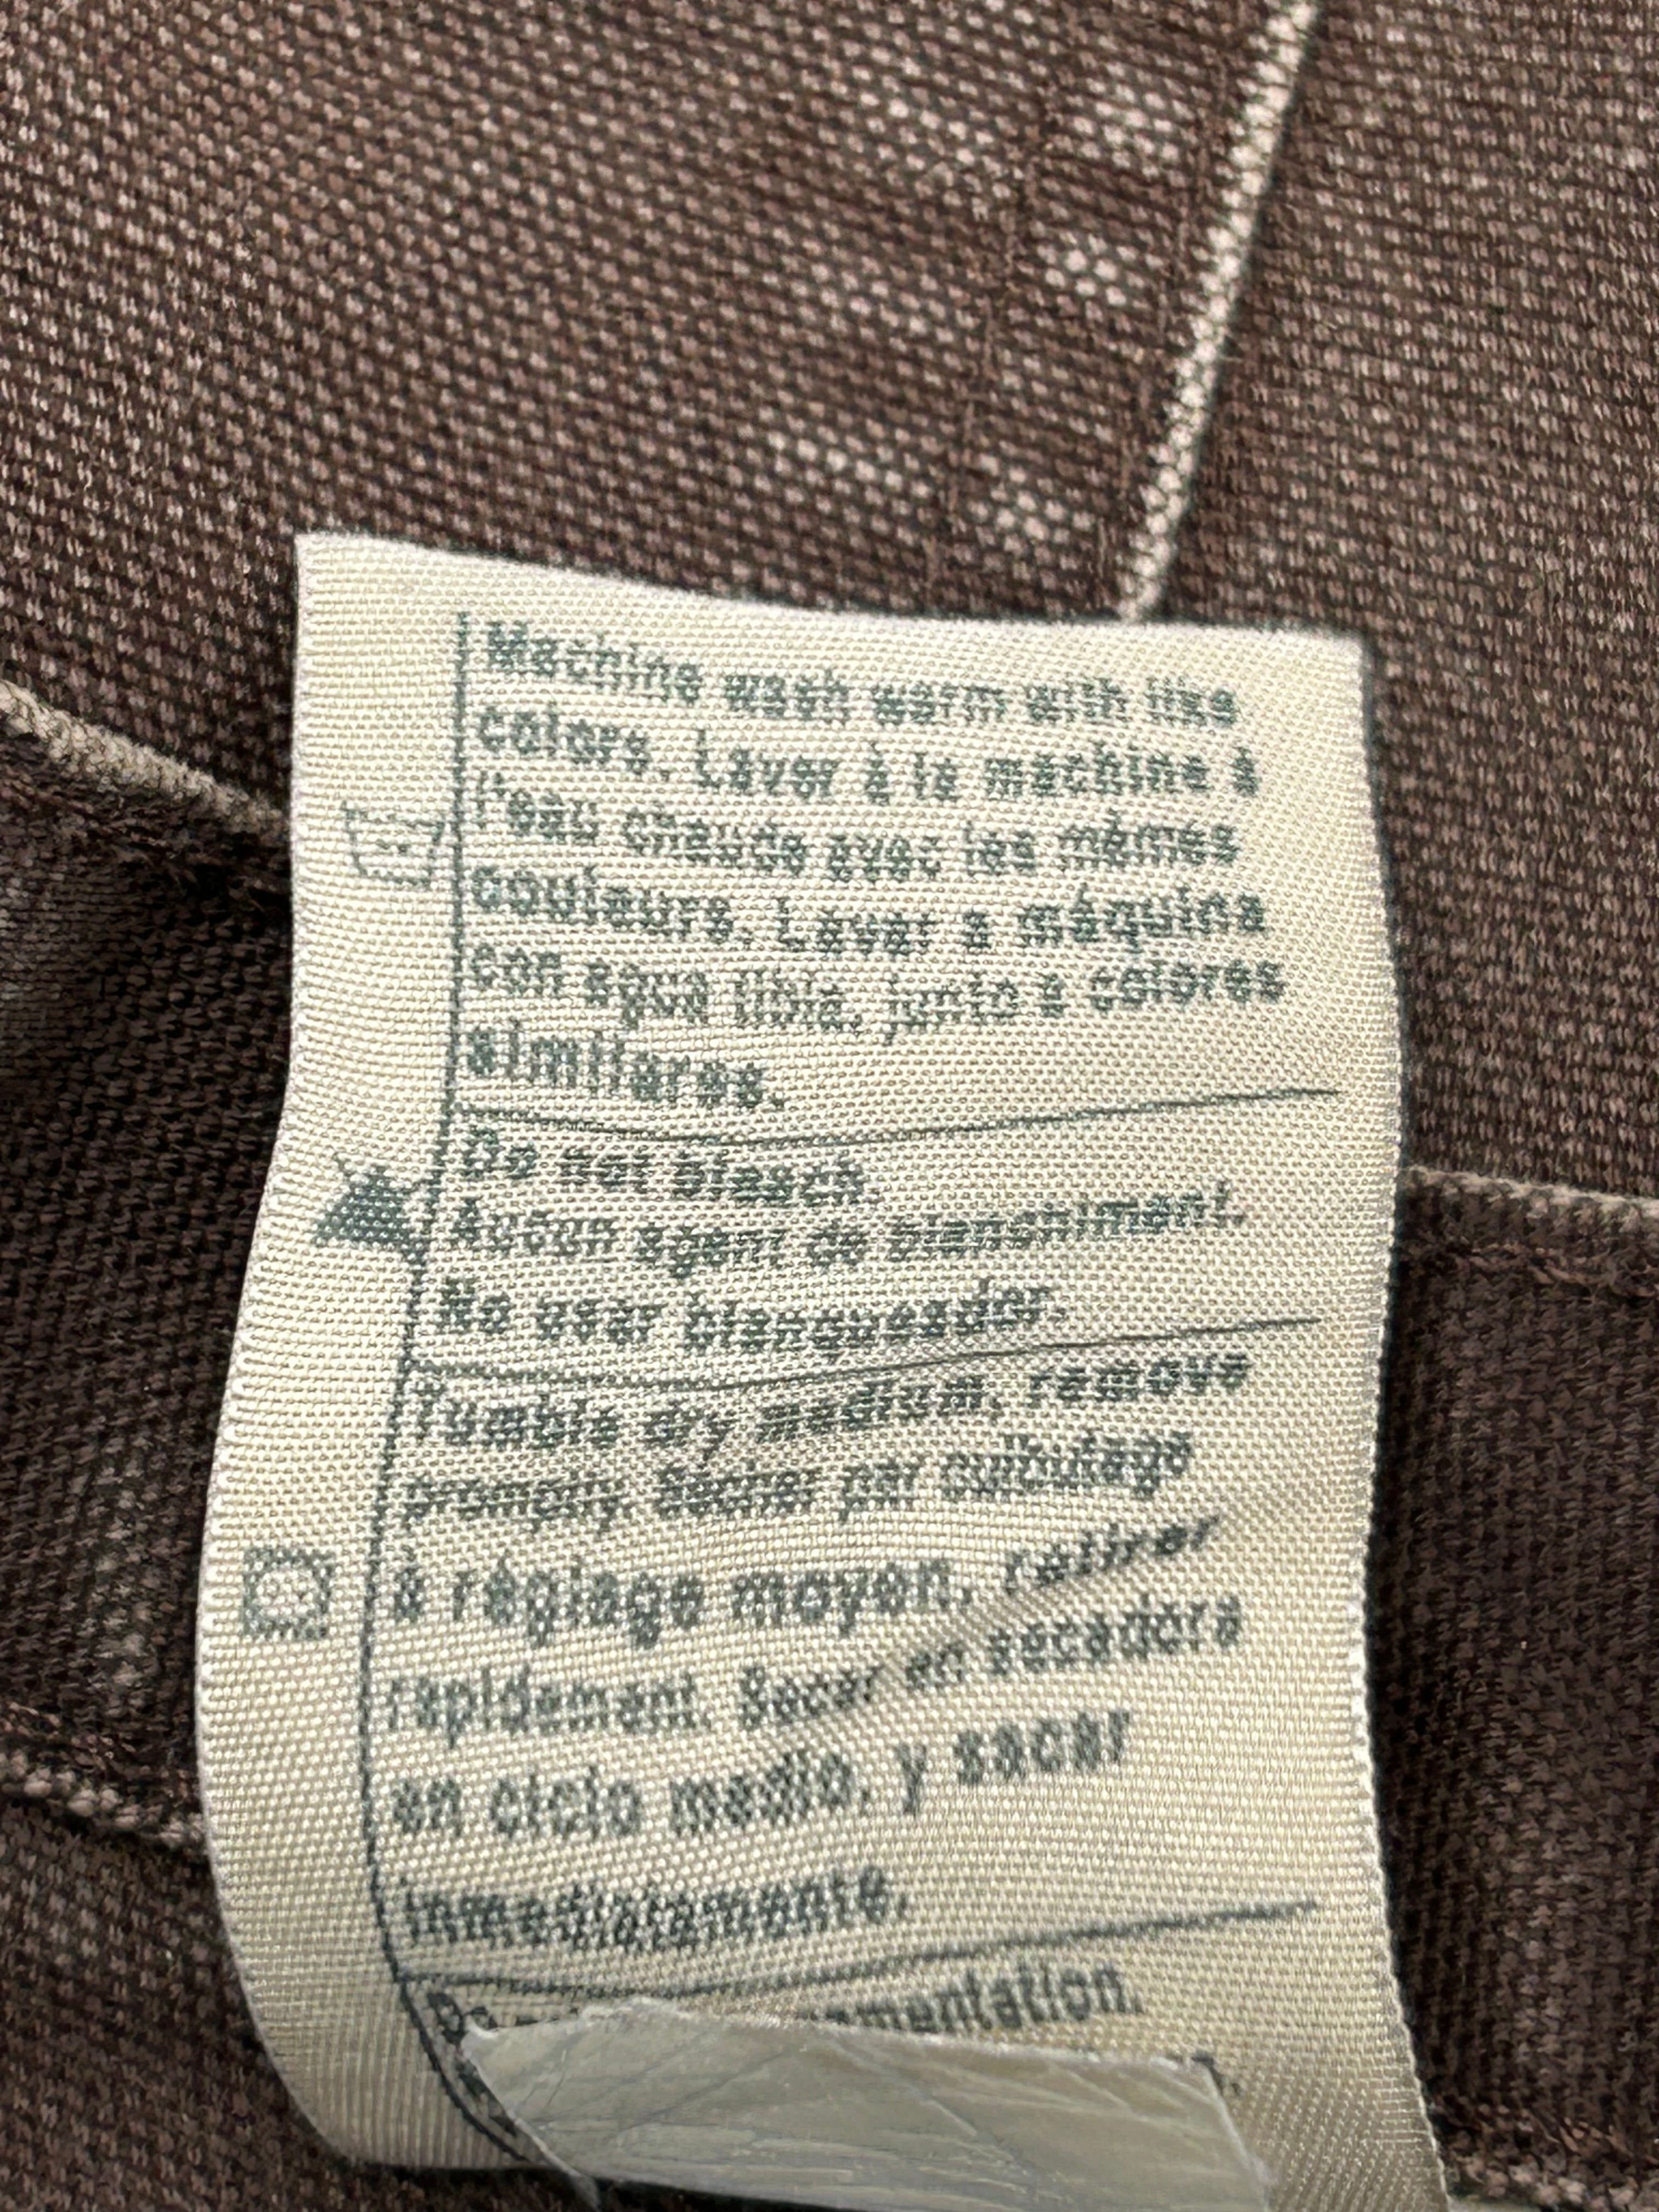 Machine wash warm with like
colors. Laver à la machine à
l'eau chaude avec les mêmes
couleurs. Lavar a máquina
con agua tibia, junto a colores
similares.
Do not bleach.
Aucun agent de blanchiment.
No usar blanqueador.
Tumble dry medium, remove
promptly. Sécher par culbutage
à réglage moyen, retirer
rapidement. Secar en secadora
en ciclo medio, y sacar
inmediatamente.
Do